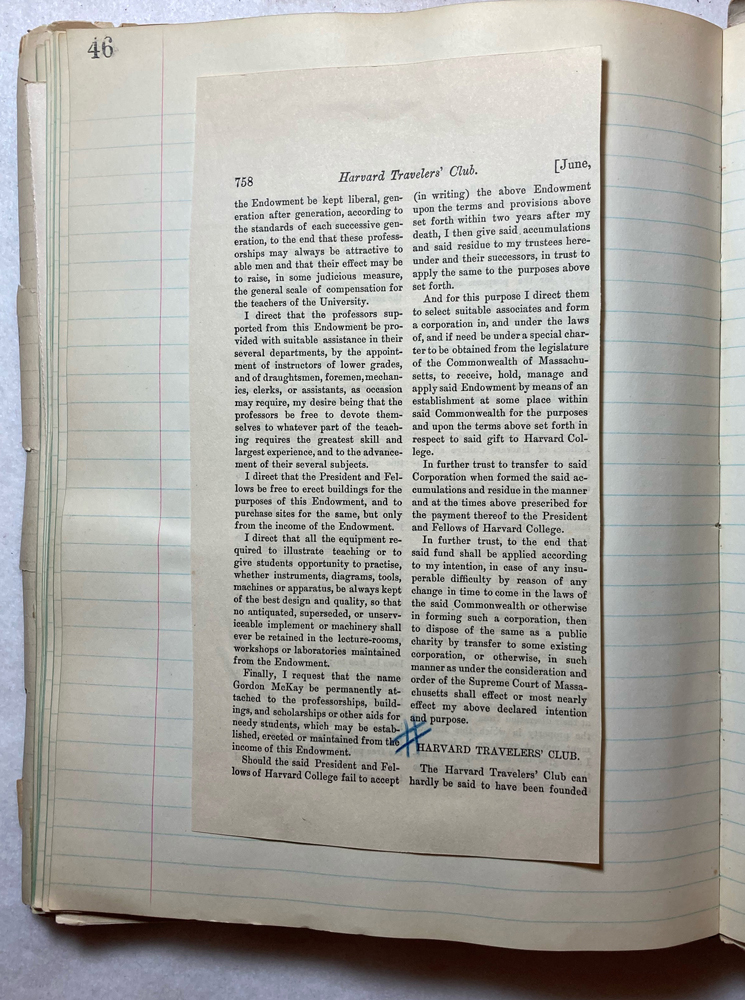 46
758
Harvard Travelers' Club.
[June,
the Endowment be kept liberal, gen-
eration after generation, according to
the standards of each successive gen-
eration, to the end that these profess-
orships may always be attractive to
able men and that their effect may be
to raise, in some judicious measure,
the general scale of compensation for
the teachers of the University.
I direct that the professors sup-
ported from this Endowment be pro-
vided with suitable assistance in their
several departments, by the appoint-
ment of instructors of lower grades,
and of draughtsmen, foremen, mechan-
ics, clerks, or assistants, as occasion
may require, my desire being that the
professors be free to devote them-
selves to whatever part of the teach-
ing requires the greatest skill and
largest experience, and to the advance-
ment of their several subjects.
I direct that the President and Fel-
lows be free to erect buildings for the
purposes of this Endowment, and to
purchase sites for the same, but only
from the income of the Endowment.
I direct that all the equipment re-
quired to illustrate teaching or to
give students opportunity to practise,
whether instruments, diagrams, tools,
machines or apparatus, be always kept
of the best design and quality, so that
no antiquated, superseded, or unserv-
iceable implement or machinery shall
ever be retained in the lecture-rooms,
workshops or laboratories maintained
from the Endowment.
Finally, I request that the name
Gordon McKay be permanently at-
tached to the professorships, build-
ings, and scholarships or other aids for
needy students, which may be estab-
lished, erected or maintained from the
income of this Endowment.
Should the said President and Fel-
lows of Harvard College fail to accept
(in writing) the above Endowment
upon the terms and provisions above
set forth within two years after my
death, I then give said accumulations
and said residue to my trustees here-
under and their successors, in trust to
apply the same to the purposes above
set forth.
And for this purpose I direct them
to select suitable associates and form
a corporation in, and under the laws
of, and if need be under a special char-
ter to be obtained from the legislature
of the Commonwealth of Massachu-
setts, to receive, hold, manage and
apply said Endowment by means of an
establishment at some place within
said Commonwealth for the purposes
and upon the terms above set forth in
respect to said gift to Harvard Col-
lege.
In further trust to transfer to said
Corporation when formed the said ac-
cumulations and residue in the manner
and at the times above prescribed for
the payment thereof to the President
and Fellows of Harvard College.
In further trust, to the end that
said fund shall be applied according
to my intention, in case of any insu-
perable difficulty by reason of any
change in time to come in the laws of
the said Commonwealth or otherwise
in forming such a corporation, then
to dispose of the same as a public
charity by transfer to some existing
corporation, or otherwise, in such
manner as under the consideration and
order of the Supreme Court of Massa-
chusetts shall effect or most nearly
effect my above declared intention
and purpose.
#
HARVARD TRAVELERS' CLUB.
The Harvard Travelers' Club can
hardly be said to have been founded